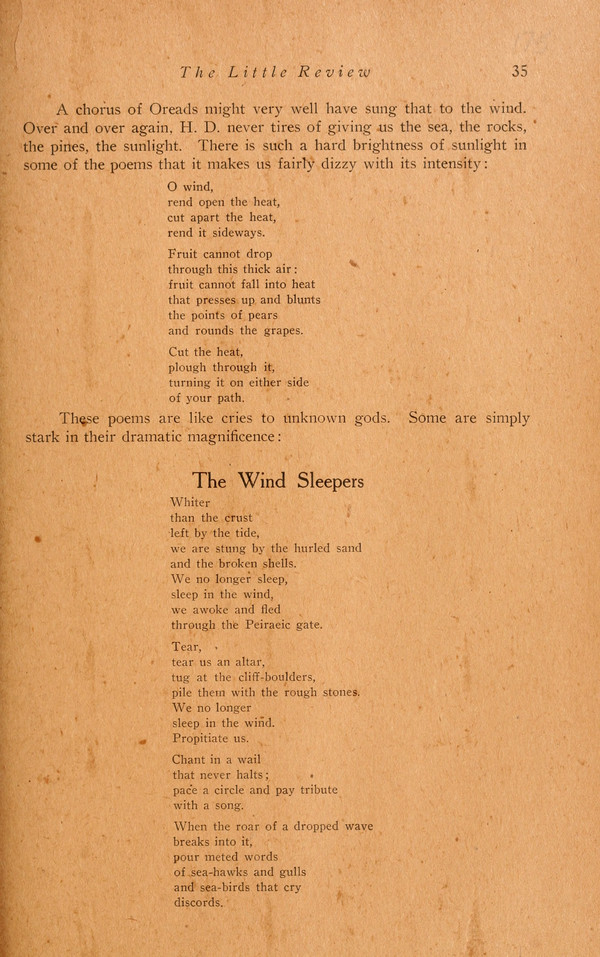 The Little Review 35
A chorus of Oreads might very well have sung that to the wind.
Over and over again, H. D. never tires of giving us the sea, the rocks,
the pines, the sunlight. There is such a hard brightness of sunlight in
some of the poems that it makes us fairly dizzy with its intensity:
O wind,
rend open the heat,
cut apart the heat,
rend it sideways.
Fruit cannot drop
through this thick air:
fruit cannot fall into heat
that presses up and blunts
the points of pears
and rounds the grapes.
Cut the heat,
plough through it,
turning it on either side
of your path.
These poems are like cries to unknown gods. Some are simply
stark in their dramatic magnificence:
The Wind Sleepers
Whiter
than the crust
left by the tide,
we are stung by the hurled sand
and the broken shells.
We no longer sleep,
sleep in the wind,
we awoke and fled
through the Peiraeic gate.
Tear,
tear us an altar,
tug at the cliff-boulders,
pile them with the rough stones.
We no longer
sleep in the wind.
Propitiate us.
Chant in a wail
that never halts;
pace a circle and pay tribute
with a song.
When the roar of a dropped wave
breaks into it,
pour meted words
of sea-hawks and gulls
and sea-birds that cry
discords.